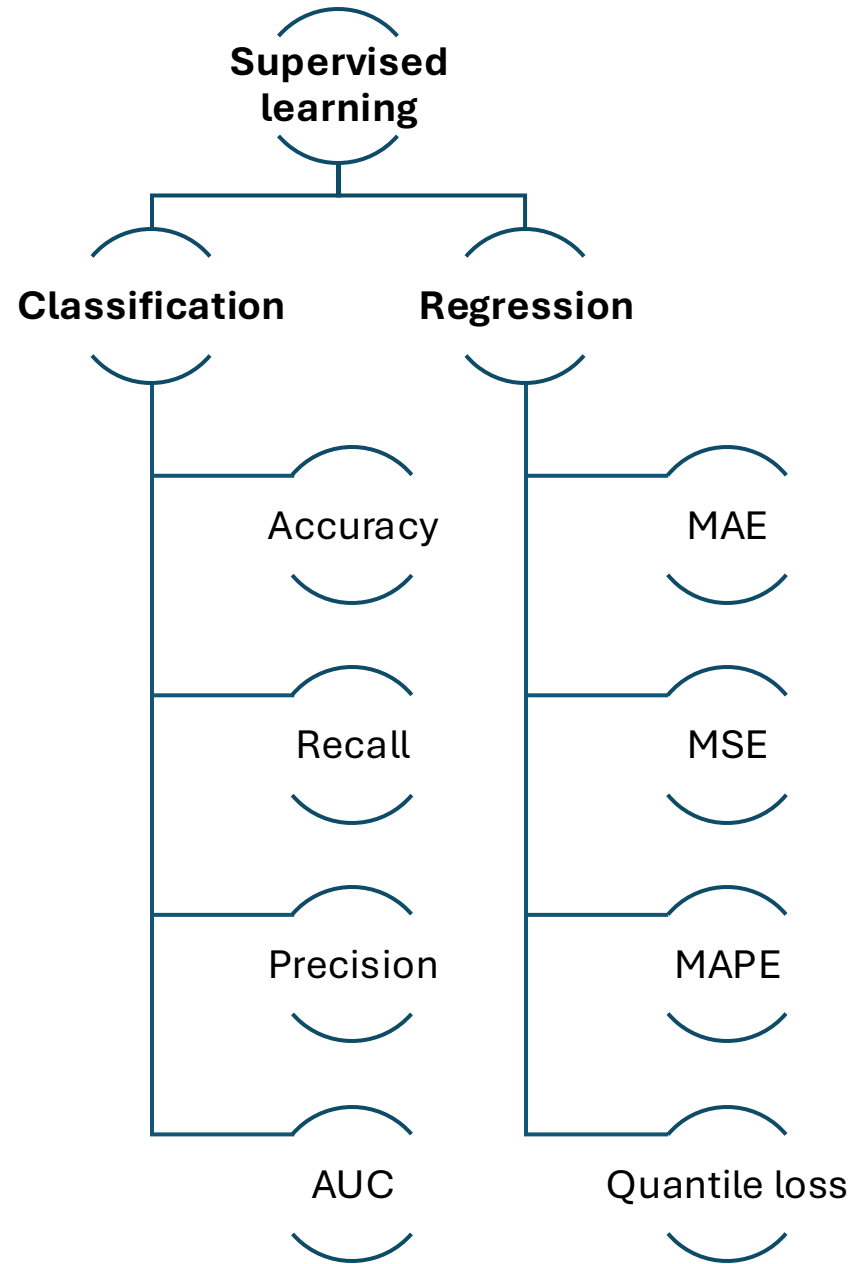 Supervised
learning
Classification
Regression
Accuracy
MAE
Recall
MSE
Precision
MAPE
AUC
Quantile loss